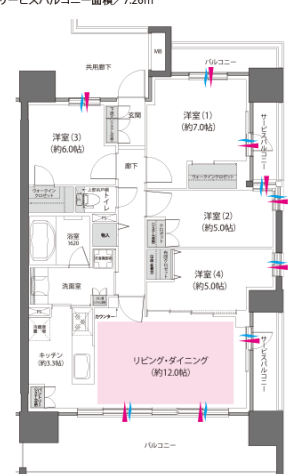 サービスバルコニー面積／7.26㎡
MB
バルコニー
共用廊下
玄関
洋室(1)
(約7.0帖)
洋室(3)
(約6.0帖)
サービスバルコニー
廊下
ウォークイン
クロゼット
ウォークインクロゼット
トイレ
洋室(2)
(約5.0帖)
浴室
1620
物入
洋室(4)
(約5.0帖)
洗面室
カウンター
キッチン
(約3.3帖)
リビング・ダイニング
(約12.0帖)
サービスバルコニー
バルコニー